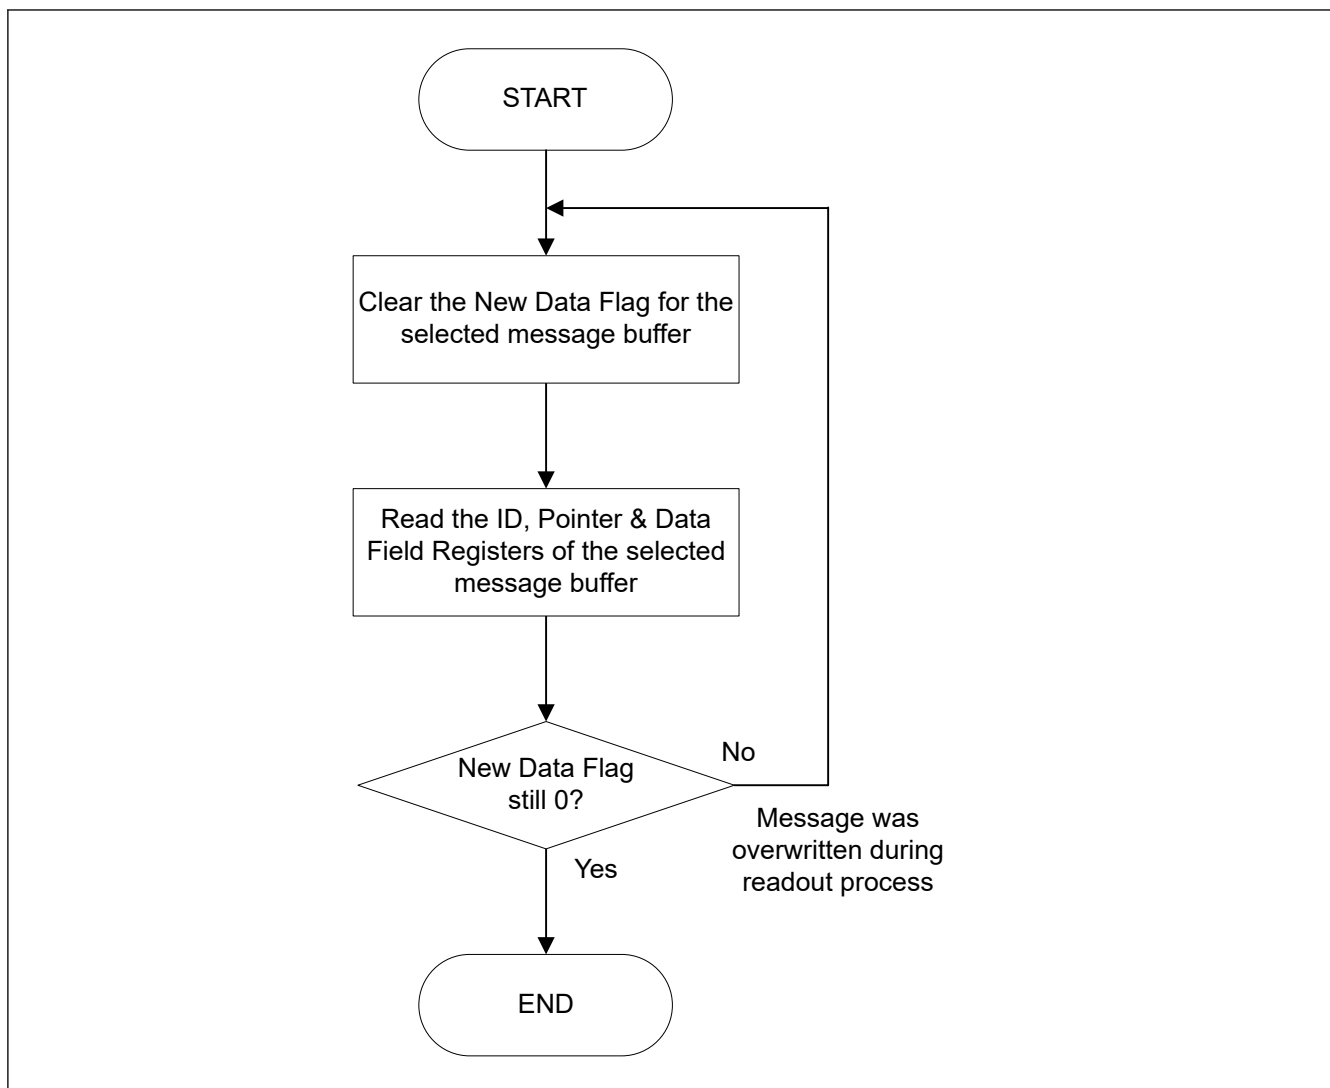 START
Clear the New Data Flag for the
selected message buffer
Read the ID, Pointer & Data
Field Registers of the selected
message buffer
New Data Flag
still 0?
No
Message was
overwritten during
readout process
Yes
END